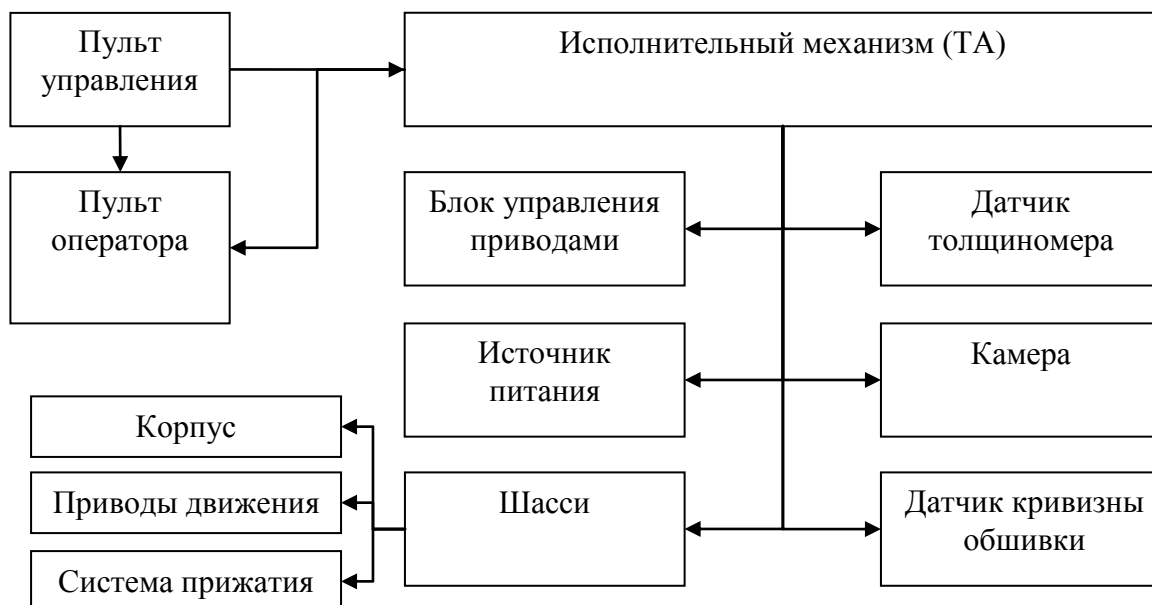 Пульт
управления
Исполнительный механизм (ТА)
Пульт
оператора
Блок управления
приводами
Датчик
толщиномера
Источник
питания
Камера
Корпус
Приводы движения
Система прижатия
Шасси
Датчик кривизны
обшивки